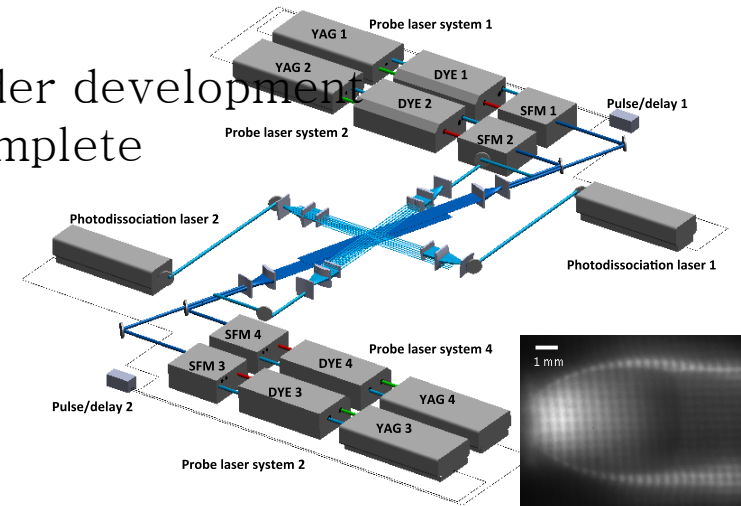 Probe laser system 1
YAG 1
YAG 2
DYE 1
DYE 2
SFM 1
SFM 2
Pulse/delay 1
Probe laser system 2
ler development
mplete
Photodissociation laser 2
Photodissociation laser 1
SFM 4
SFM 3
Probe laser system 4
DYE 4
DYE 3
YAG 4
YAG 3
Pulse/delay 2
Probe laser system 2
1 mm